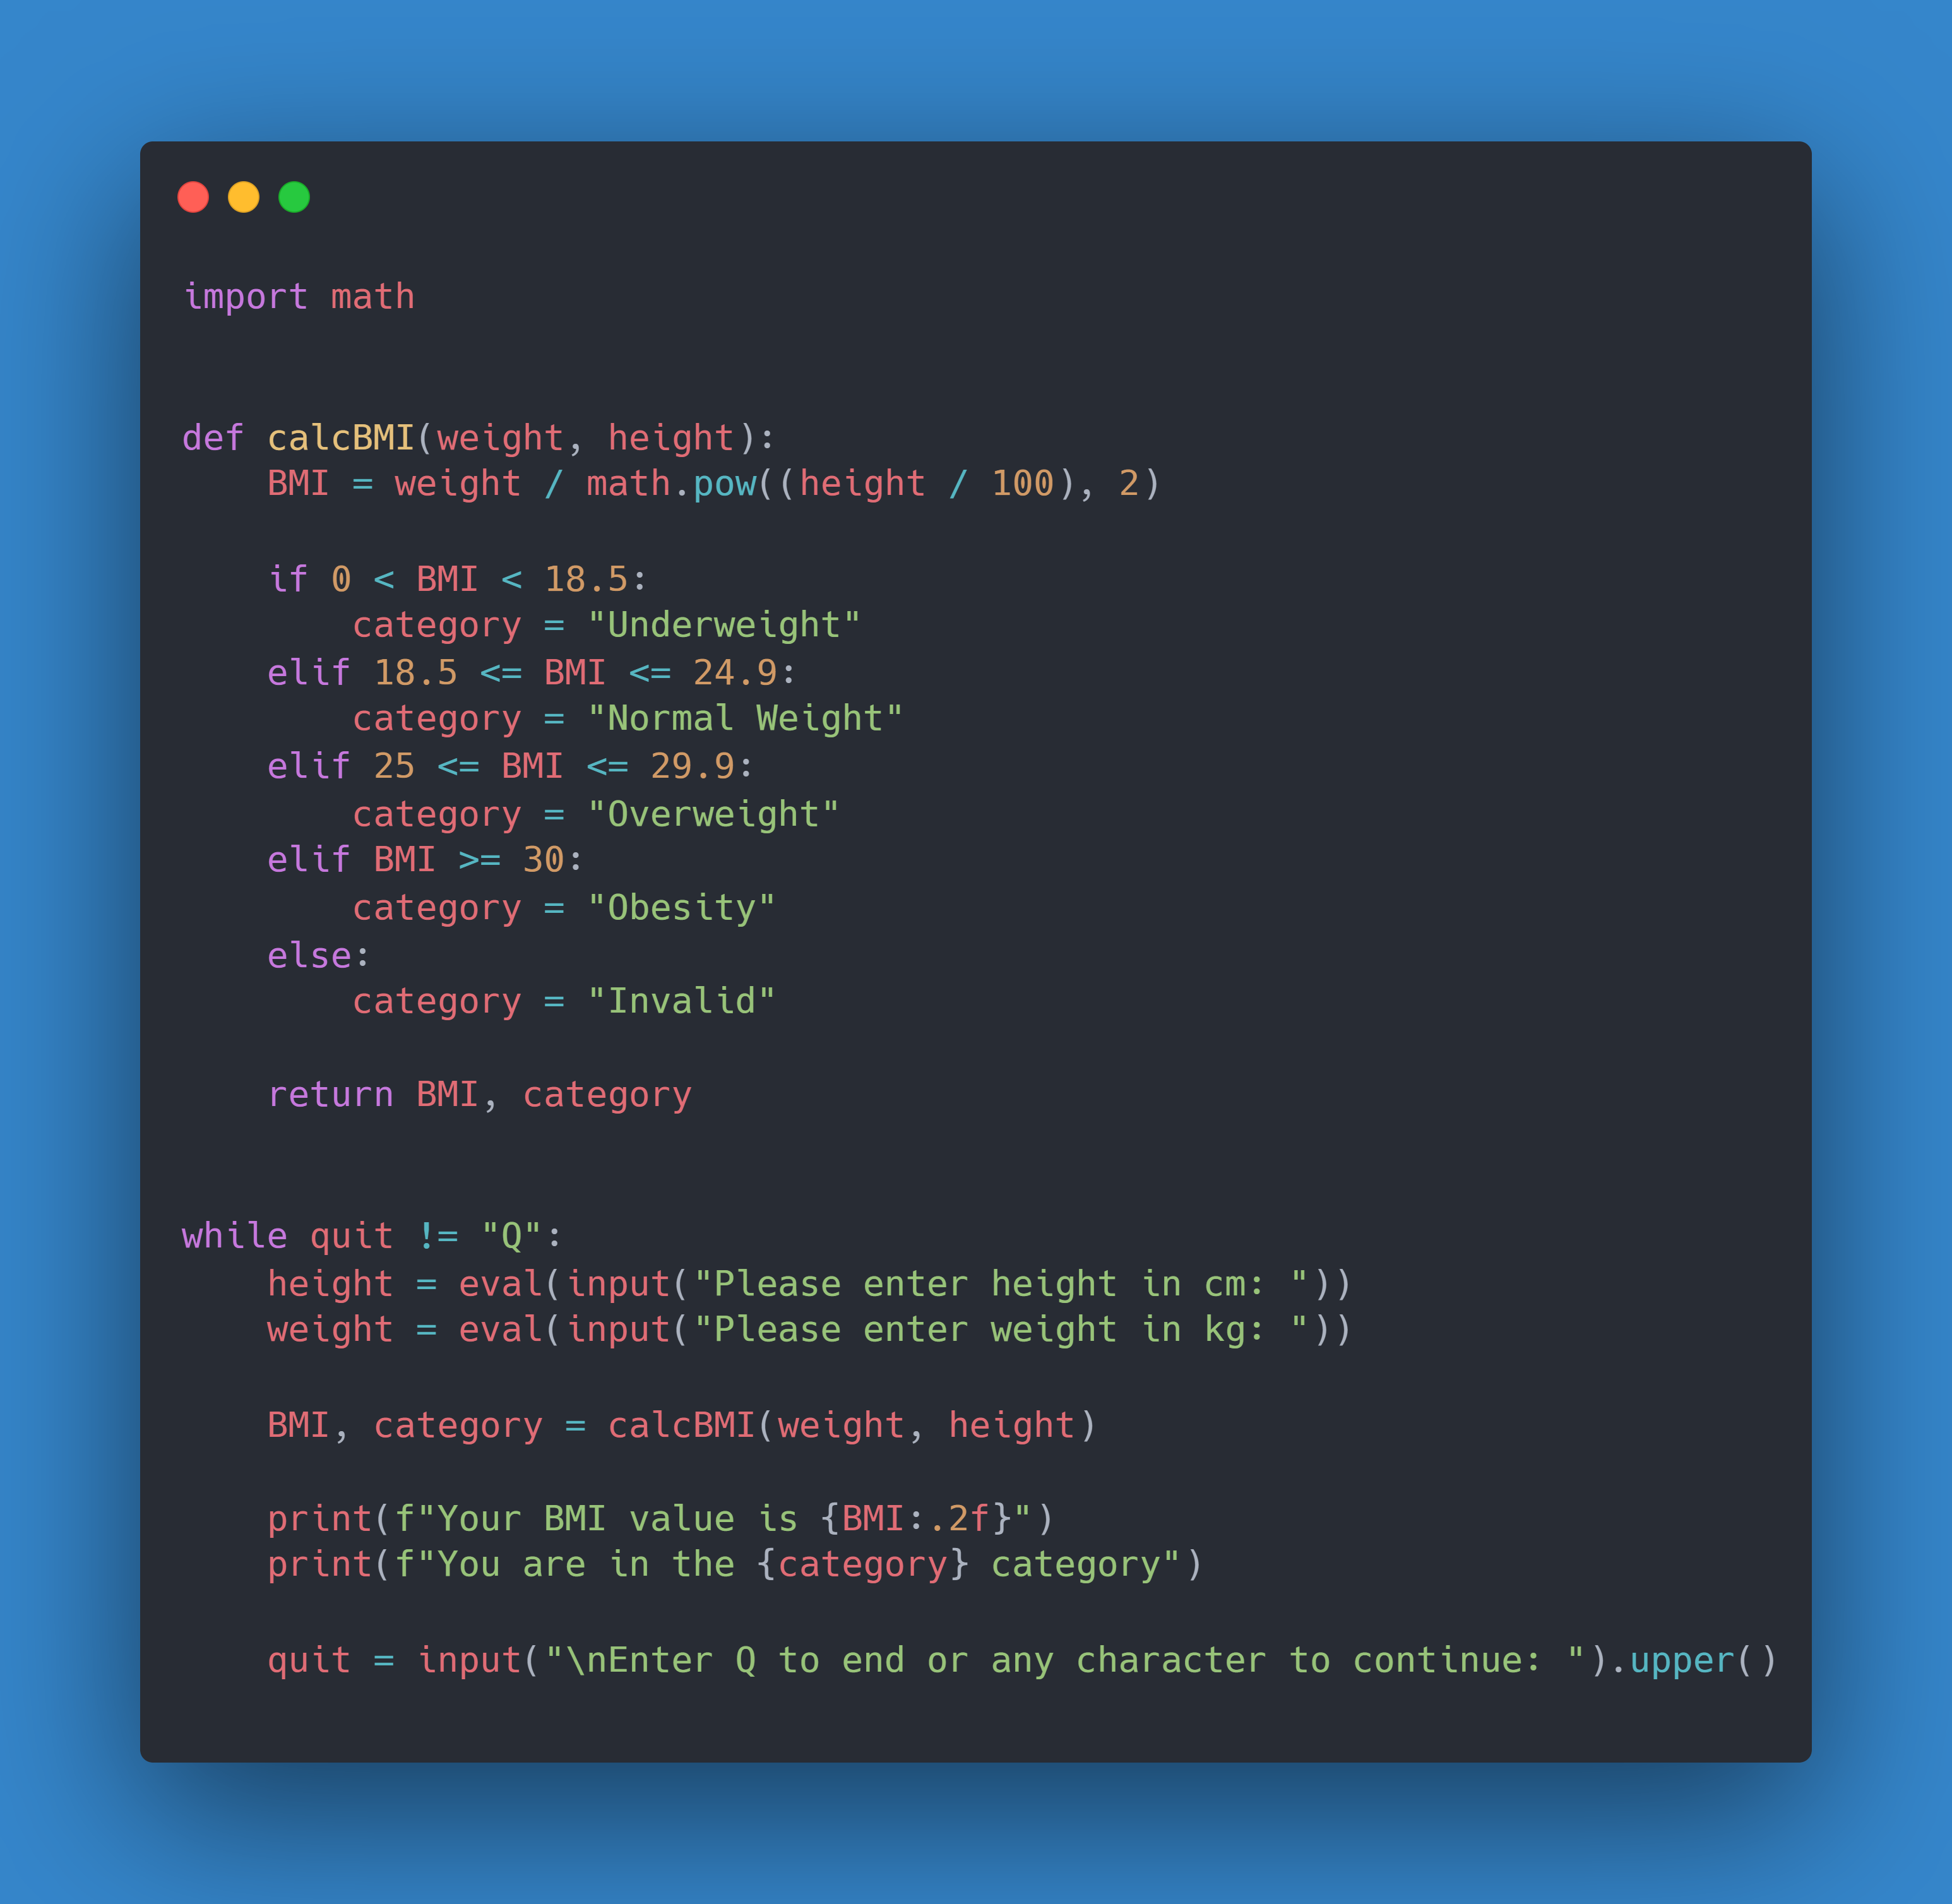 import math
def calcBMI(weight, height):
    BMI = weight / math.pow((height / 100), 2)
    if 0 < BMI < 18.5:
        category = "Underweight"
    elif 18.5 <= BMI <= 24.9:
        category = "Normal Weight"
    elif 25 <= BMI <= 29.9:
        category = "Overweight"
    elif BMI >= 30:
        category = "Obesity"
    else:
        category = "Invalid"
    return BMI, category
while quit != "Q":
    height = eval(input("Please enter height in cm: "))
    weight = eval(input("Please enter weight in kg: "))
    BMI, category = calcBMI(weight, height)
    print(f"Your BMI value is {BMI:.2f}")
    print(f"You are in the {category} category")
    quit = input("\nEnter Q to end or any character to continue: ").upper()